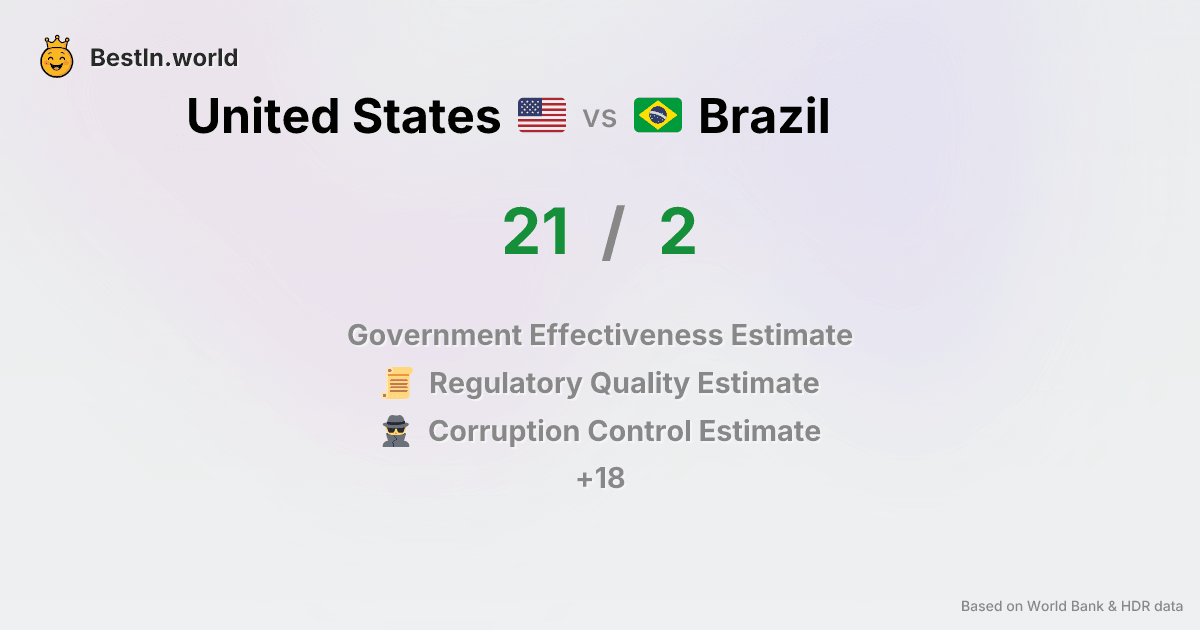 BestIn.world
United States vs Brazil
21 / 2
Government Effectiveness Estimate
Regulatory Quality Estimate
Corruption Control Estimate
+18
Based on World Bank & HDR data